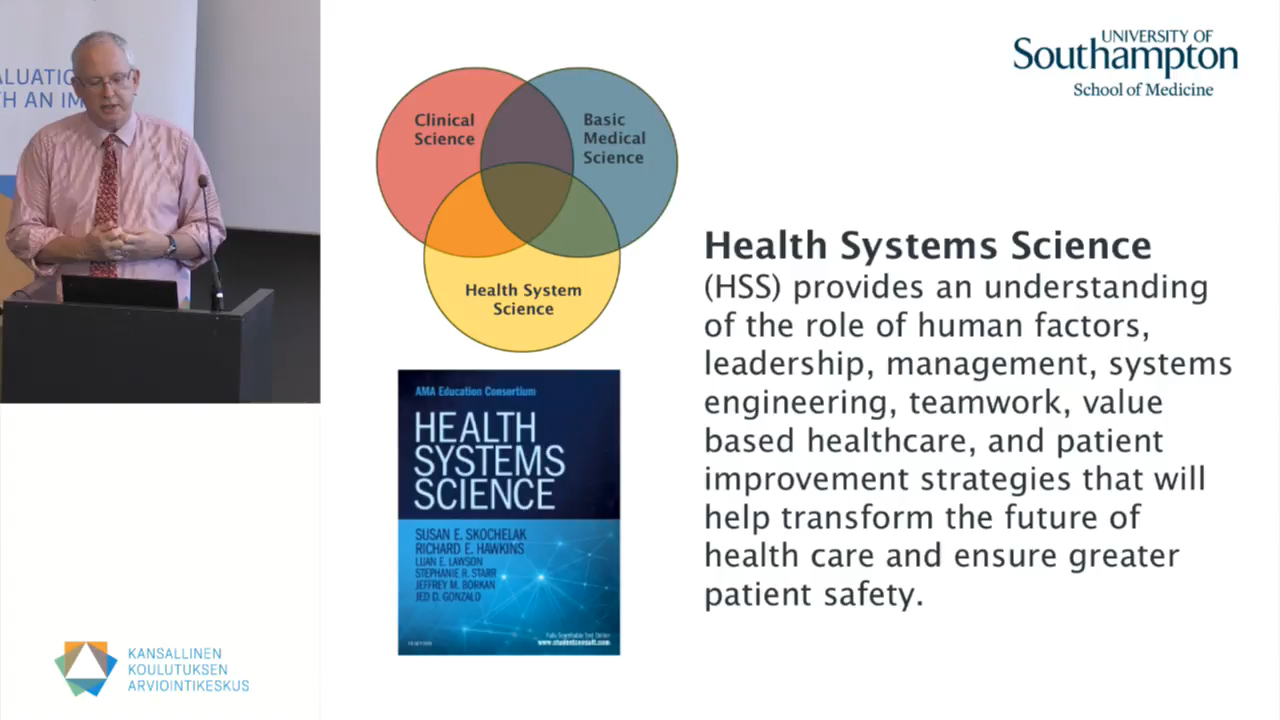 UNIVERSITY OF
Southampton
School of Medicine
Clinical
Science
Basic
Medical
Science
Health System
Science
Health Systems Science
(HSS) provides an understanding
of the role of human factors,
leadership, management, systems
engineering, teamwork, value
based healthcare, and patient
improvement strategies that will
help transform the future of
health care and ensure greater
patient safety.
AMA Education Consortium
HEALTH
SYSTEMS
SCIENCE
SUSAN E. SKOCHELAK
RICHARD E. HAWKINS
LUAN E. LAWSON
STEPHANIE R. STARR
JEFFREY M. BORKAN
JED D. GONZALO
www.studentconsult.com
KANSALLINEN
KOULUTUKSEN
ARVIOINTIKESKUS